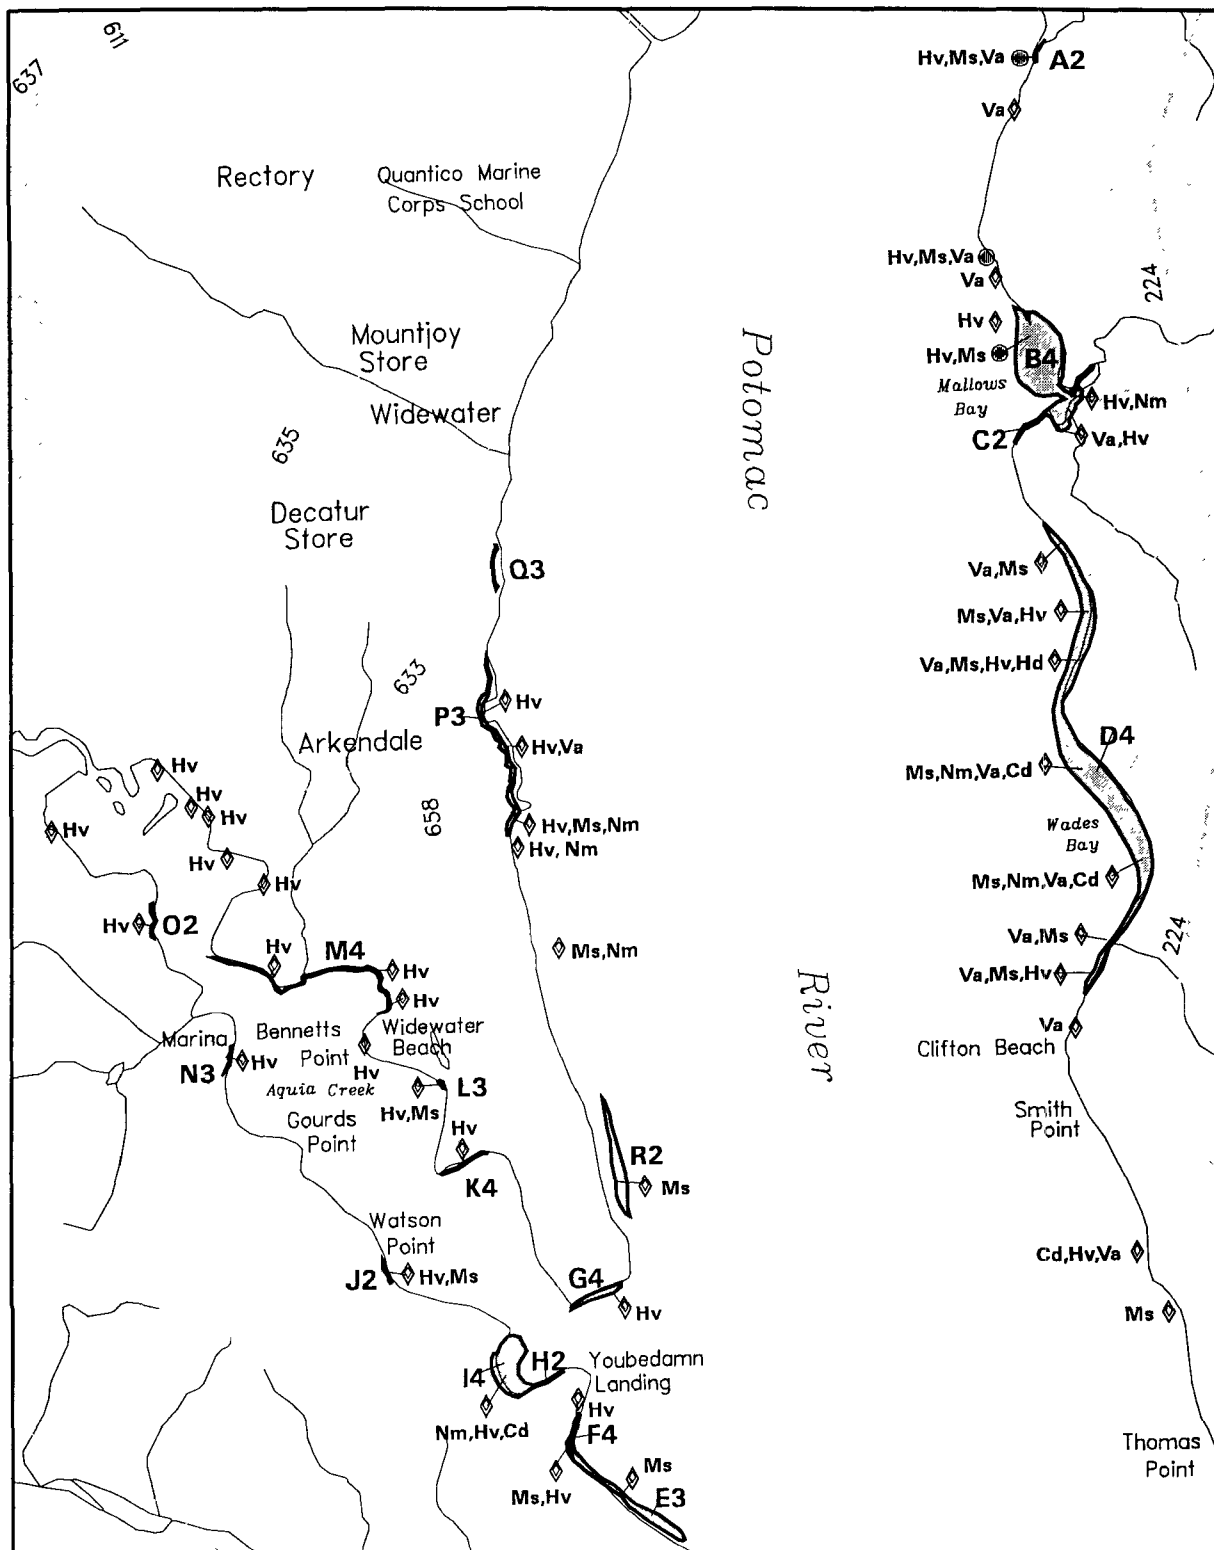 611
637
Hv,Ms,Va
A2
Va
Rectory
Quantico Marine
Corps School
Hv,Ms,Va
Va
224
Hv
Mountjoy
Store
Hv,Ms
B4
Mallows
Bay
Hv,Nm
Widewater
C2
Va,Hv
Potomac
635
Decatur
Store
Q3
Va,Ms
Ms,Va,Hv
Va,Ms,Hv,Hd
633
Hv
P3
Arkendale
Hv,Va
D4
Ms,Nm,Va,Cd
Hv
Hv
Hv
Hv
658
Hv,Ms,Nm
Hv, Nm
Wades
Bay
Hv
Hv
Ms,Nm,Va,Cd
Hv
O2
Hv
M4
Hv
Ms,Nm
Va,Ms
224
Va,Ms,Hv
River
Hv
Marina
Bennetts
Point
Widewater
Beach
Va
Clifton Beach
N3
Hv
Hv
Aquia Creek
L3
Hv,Ms
Gourds
Point
Smith
Point
Hv
K4
R2
Ms
Watson
Point
J2
Hv,Ms
G4
Hv
Cd,Hv,Va
Ms
I4
H2
Youbedamn
Landing
Hv
Nm,Hv,Cd
F4
Ms
Ms,Hv
E3
Thomas
Point